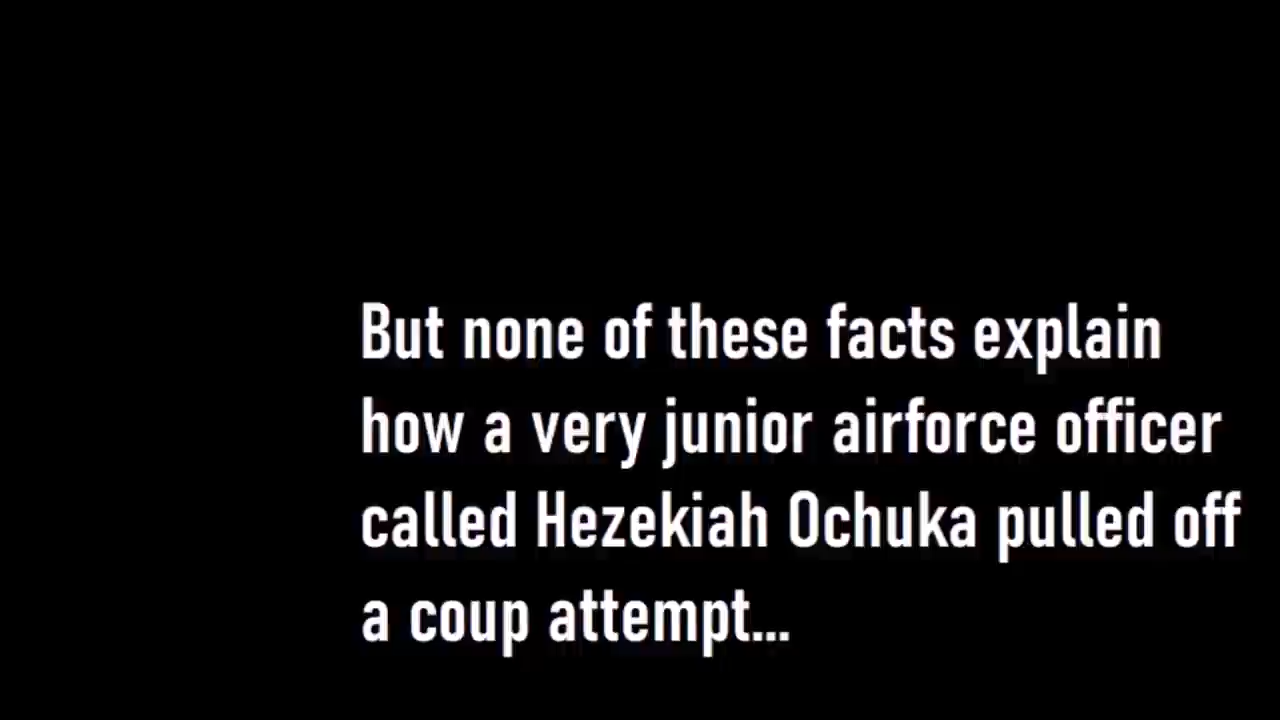 But none of these facts explain
how a very junior airforce officer
called Hezekiah Ochuka pulled off
a coup attempt...